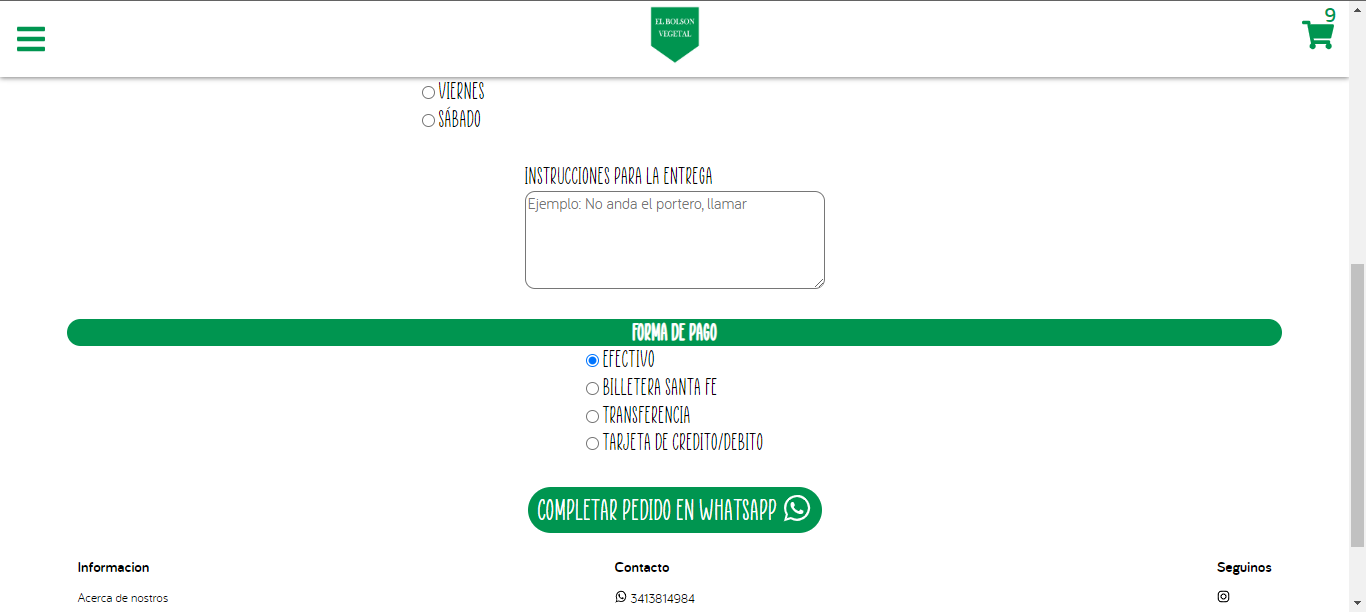 EL BOLSON
VEGETAL
9
VIERNES
SÁBADO
INSTRUCCIONES PARA LA ENTREGA
Ejemplo: No anda el portero, llamar
FORMA DE PAGO
EFECTIVO
BILLETERA SANTA FE
TRANSFERENCIA
TARJETA DE CREDITO/DEBITO
COMPLETAR PEDIDO EN WHATSAPP
Informacion
Contacto
Seguinos
Acerca de nostros
3413814984